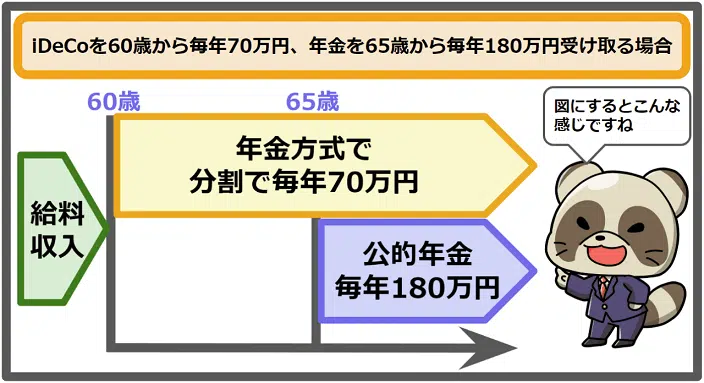 iDeCoを60歳から毎年70万円、年金を65歳から毎年180万円受け取る場合
60歳
65歳
図にするとこんな
感じですね
年金方式で
分割で毎年70万円
給料
収入
公的年金
毎年180万円